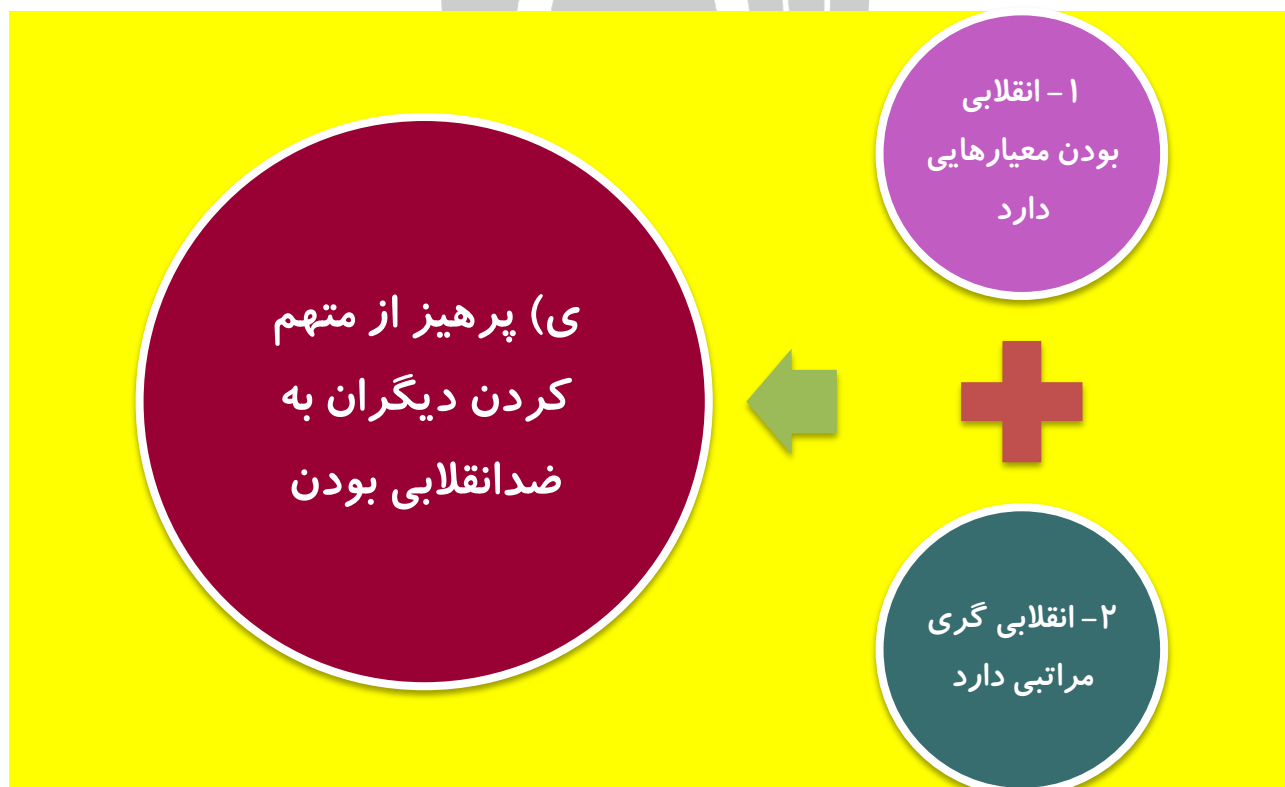 ۱- انقلابی
بودن معیارهایی
دارد
۲- انقلابی گری
مراتبی دارد
ی) پرهیز از متهم
کردن دیگران به
ضدانقلابی بودن